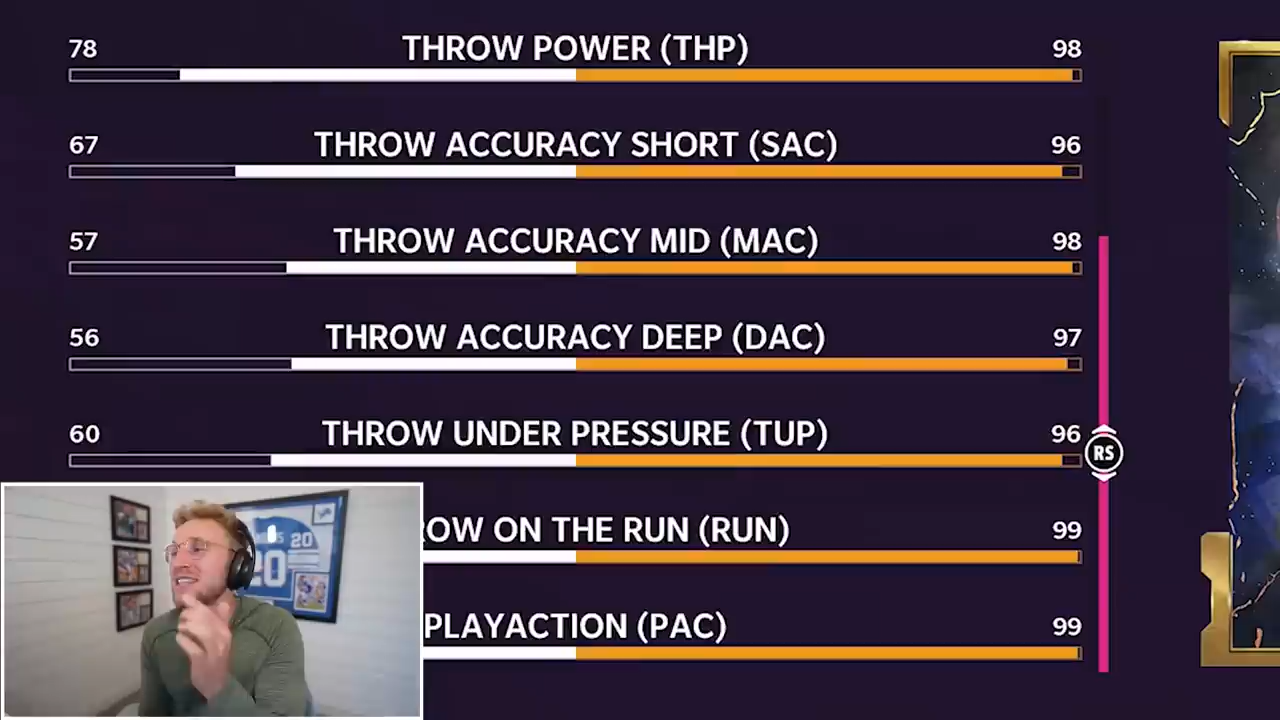 78 THROW POWER (THP) 98
67 THROW ACCURACY SHORT (SAC) 96
57 THROW ACCURACY MID (MAC) 98
56 THROW ACCURACY DEEP (DAC) 97
60 THROW UNDER PRESSURE (TUP) 96
RS
ROW ON THE RUN (RUN) 99
PLAYACTION (PAC) 99
20
20